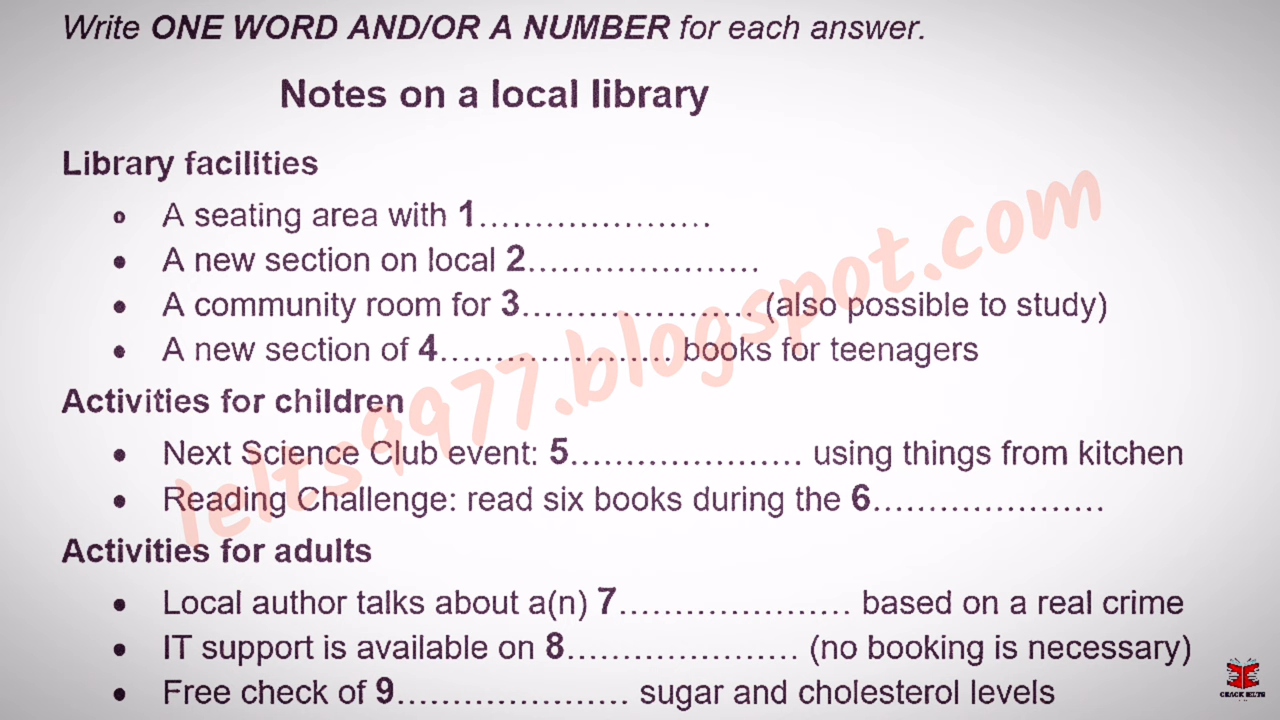 Write ONE WORD AND/OR A NUMBER for each answer.
Notes on a local library
Library facilities
A seating area with 1.....................
A new section on local 2.....................
A community room for 3..................... (also possible to study)
A new section of 4..................... books for teenagers
Activities for children
Next Science Club event: 5..................... using things from kitchen
Reading Challenge: read six books during the 6.....................
Activities for adults
Local author talks about a(n) 7..................... based on a real crime
IT support is available on 8..................... (no booking is necessary)
Free check of 9..................... sugar and cholesterol levels
Ielts9977.blogspot.com
CRACK IELTS